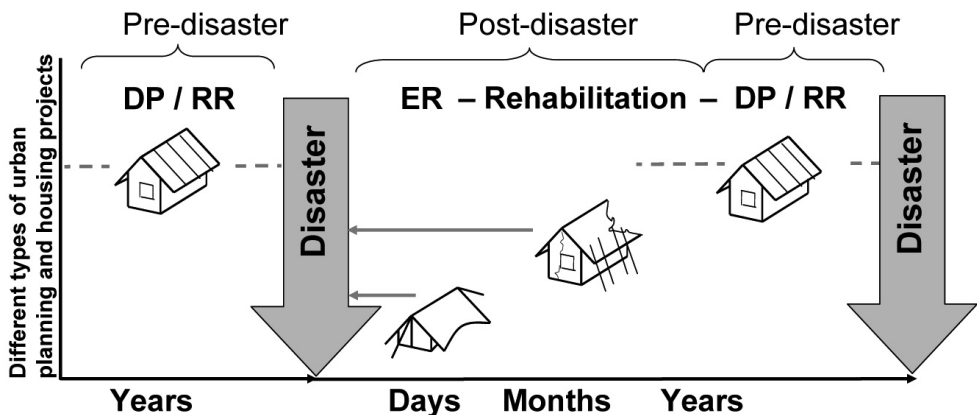 Pre-disaster
Post-disaster
Pre-disaster
DP / RR
ER – Rehabilitation – DP / RR
Different types of urban
planning and housing projects
Disaster
Disaster
Years
Days
Months
Years